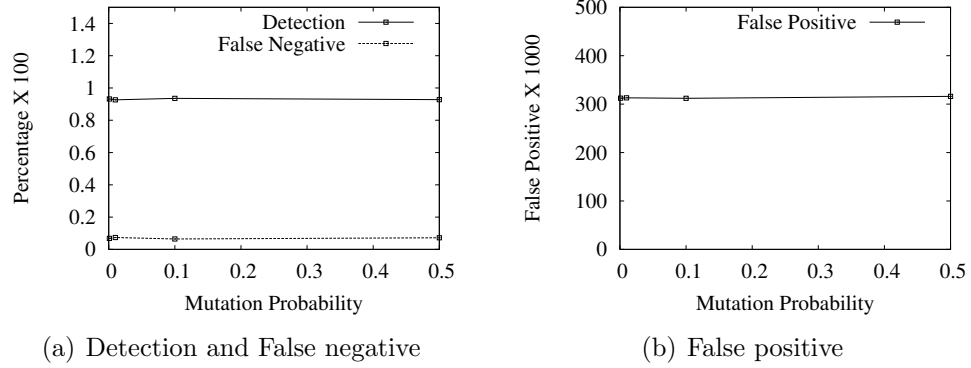 Percentage X 100
1.4
1.2
1
0.8
0.6
0.4
0.2
0
Detection
False Negative
0 0.1 0.2 0.3 0.4 0.5
Mutation Probability
(a) Detection and False negative
False Positive X 1000
500
400
300
200
100
0
False Positive
0 0.1 0.2 0.3 0.4 0.5
Mutation Probability
(b) False positive